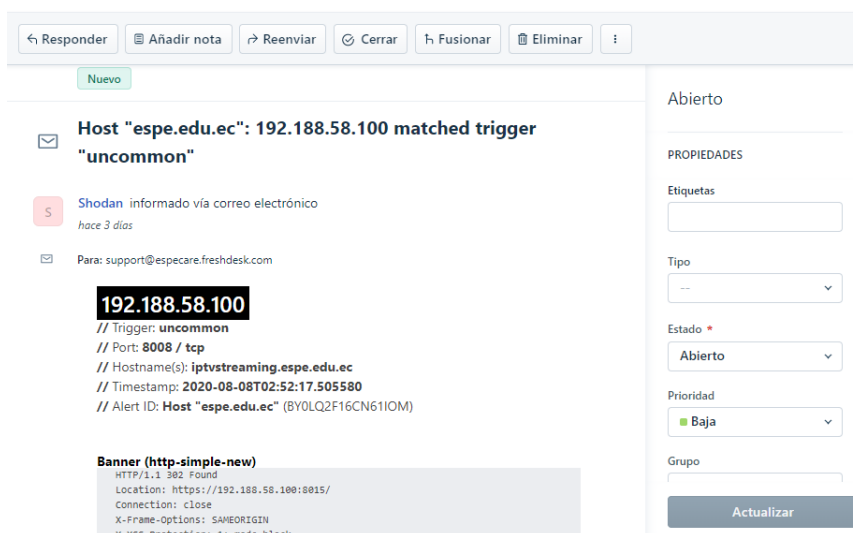 Responder Añadir nota Reenviar Cerrar Fusionar Eliminar
Nuevo
Host "espe.edu.ec": 192.188.58.100 matched trigger
"uncommon"
S
Shodan informado vía correo electrónico
hace 3 días
Para: support@especare.freshdesk.com
192.188.58.100
// Trigger: uncommon
// Port: 8008 / tcp
// Hostname(s): iptvstreaming.espe.edu.ec
// Timestamp: 2020-08-08T02:52:17.505580
// Alert ID: Host "espe.edu.ec" (BY0LQ2F16CN61IOM)
Banner (http-simple-new)
HTTP/1.1 302 Found
Location: https://192.188.58.100:8015/
Connection: close
X-Frame-Options: SAMEORIGIN
Abierto
PROPIEDADES
Etiquetas
Tipo
--
Estado *
Abierto
Prioridad
Baja
Grupo
Actualizar